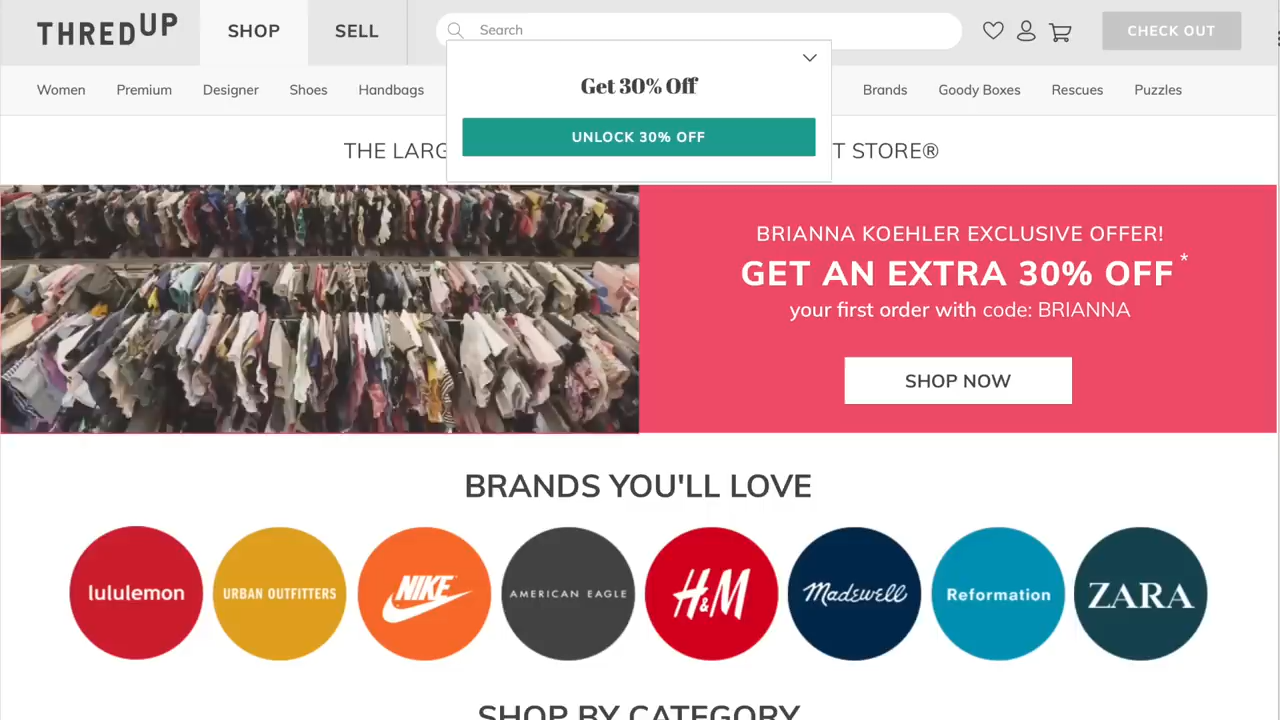 THREDUP
SHOP
SELL
Search
CHECK OUT
Women
Premium
Designer
Shoes
Handbags
Brands
Goody Boxes
Rescues
Puzzles
Get 30% Off
UNLOCK 30% OFF
THE LARG
T STORE®
BRIANNA KOEHLER EXCLUSIVE OFFER!
GET AN EXTRA 30% OFF*
your first order with code: BRIANNA
SHOP NOW
BRANDS YOU'LL LOVE
lululemon
URBAN OUTFITTERS
NIKE
AMERICAN EAGLE
H&M
Madewell
Reformation
ZARA
SHOP BY CATEGORY